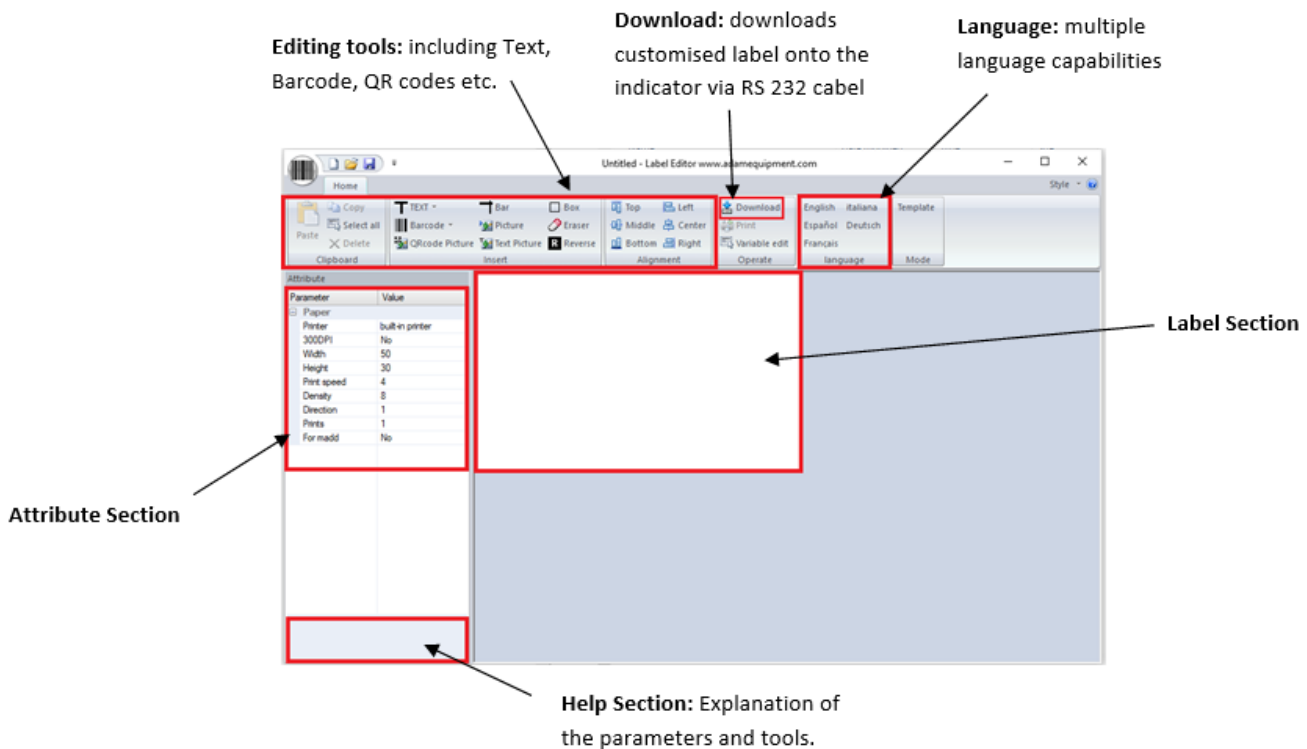 Editing tools: including Text,
Barcode, QR codes etc.
Download: downloads
customised label onto the
indicator via RS 232 cabel
Language: multiple
language capabilities
Untitled - Label Editor www.adamequipment.com
Home
Style
Paste
Copy
Select all
Delete
Clipboard
TEXT
Barcode
QRcode Picture
Bar
Picture
Text Picture
Box
Eraser
R Reverse
Insert
Top
Middle
Bottom
Left
Center
Right
Alignment
Download
Print
Variable edit
Operate
English italiana
Español Deutsch
Français
language
Template
Mode
Attribute
Parameter Value
Paper
Printer built-in printer
300DPI No
Width 50
Height 30
Print speed 4
Density 8
Direction 1
Prints 1
For madd No
Label Section
Attribute Section
Help Section: Explanation of
the parameters and tools.